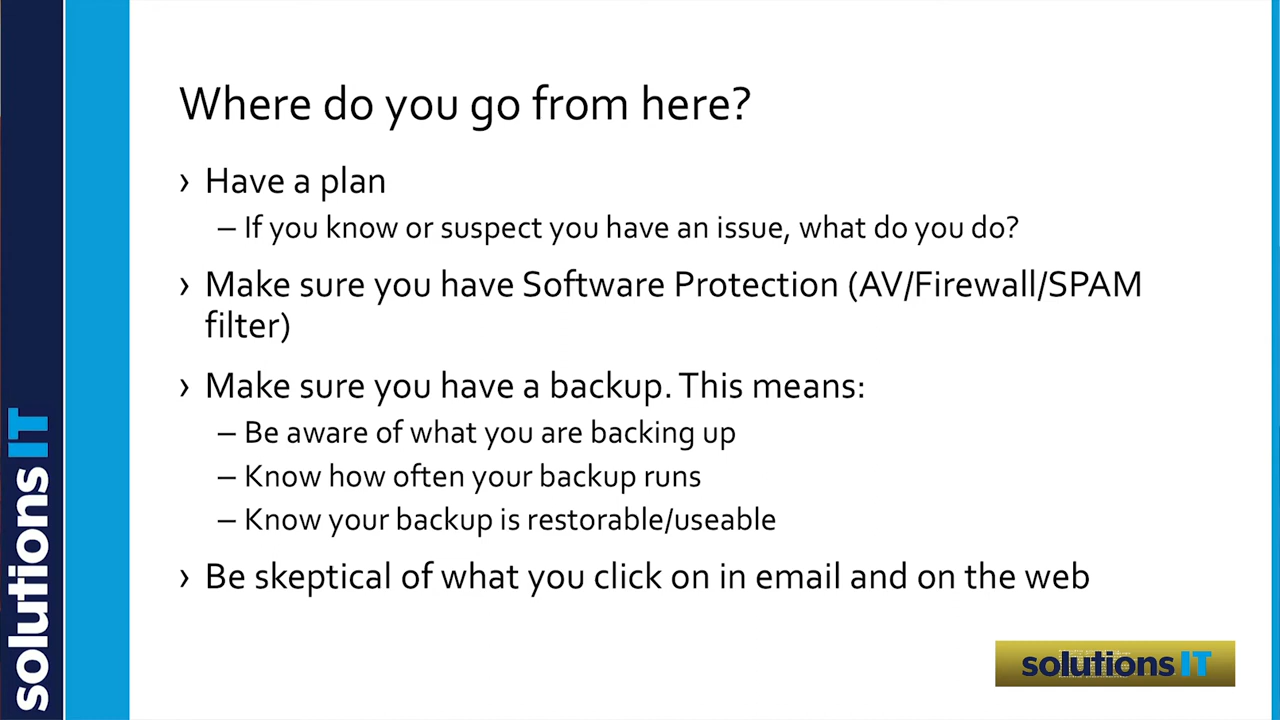 Where do you go from here?
› Have a plan
– If you know or suspect you have an issue, what do you do?
› Make sure you have Software Protection (AV/Firewall/SPAM
filter)
› Make sure you have a backup. This means:
– Be aware of what you are backing up
– Know how often your backup runs
– Know your backup is restorable/useable
› Be skeptical of what you click on in email and on the web
solutions IT
solutions IT